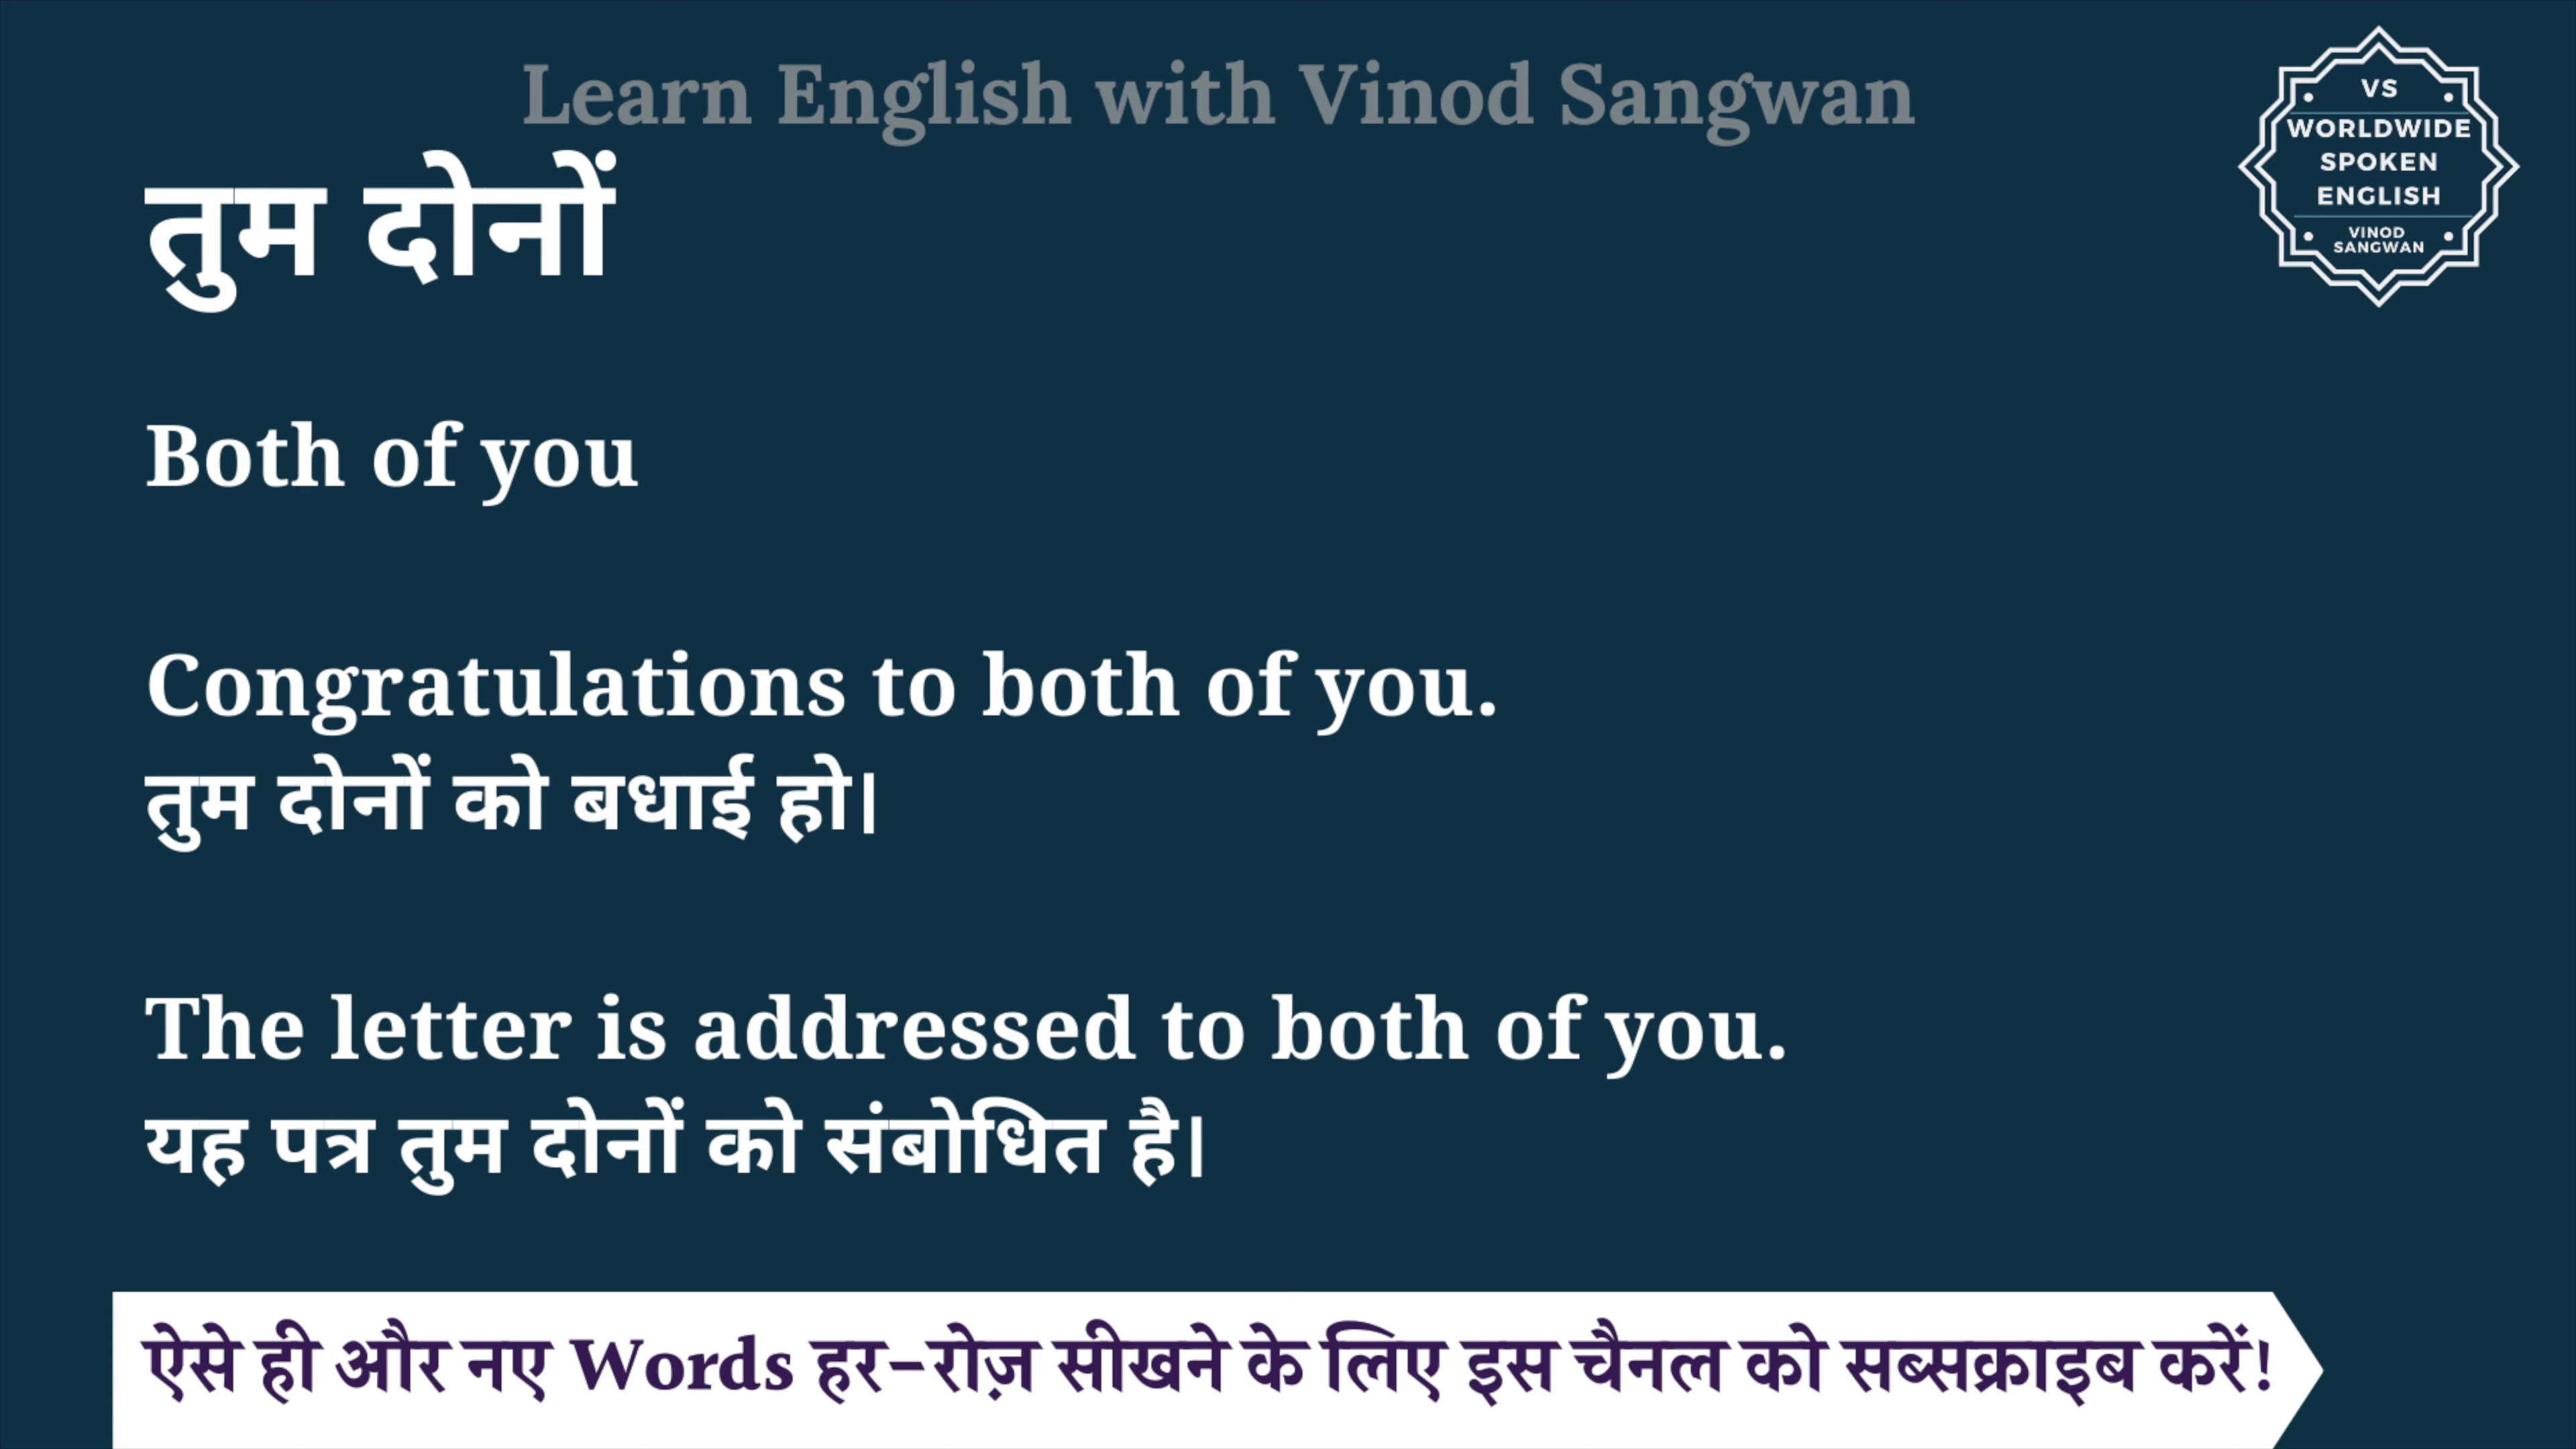 Learn English with Vinod Sangwan
VS
WORLDWIDE
SPOKEN
ENGLISH
VINOD
SANGWAN
तुम दोनों
Both of you
Congratulations to both of you.
तुम दोनों को बधाई हो।
The letter is addressed to both of you.
यह पत्र तुम दोनों को संबोधित है।
ऐसे ही और नए Words हर-रोज़ सीखने के लिए इस चैनल को सब्सक्राइब करें!